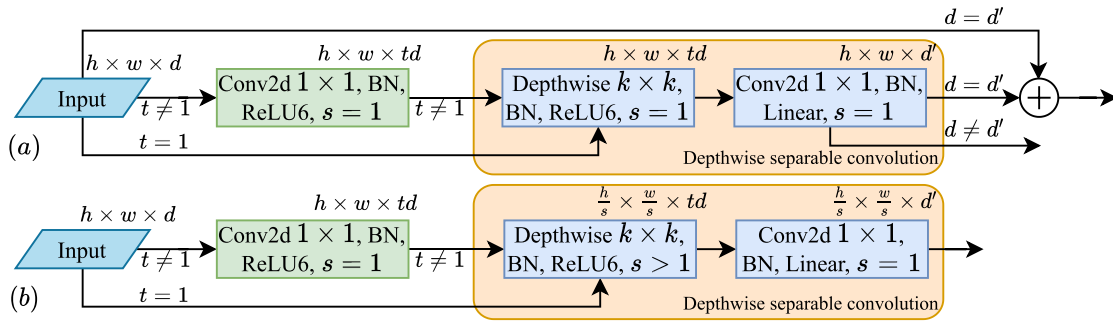 d = d′
h × w × d
h × w × td
h × w × td
h × w × d′
Input
t ≠ 1
Conv2d 1 × 1, BN,
ReLU6, s = 1
t ≠ 1
Depthwise k × k,
BN, ReLU6, s = 1
Conv2d 1 × 1, BN,
Linear, s = 1
d = d′
+
d ≠ d′
(a)
t = 1
Depthwise separable convolution
h × w × d
h × w × td
h/s × w/s × td
h/s × w/s × d′
Input
t ≠ 1
Conv2d 1 × 1, BN,
ReLU6, s = 1
t ≠ 1
Depthwise k × k,
BN, ReLU6, s > 1
Conv2d 1 × 1,
BN, Linear, s = 1
(b)
t = 1
Depthwise separable convolution